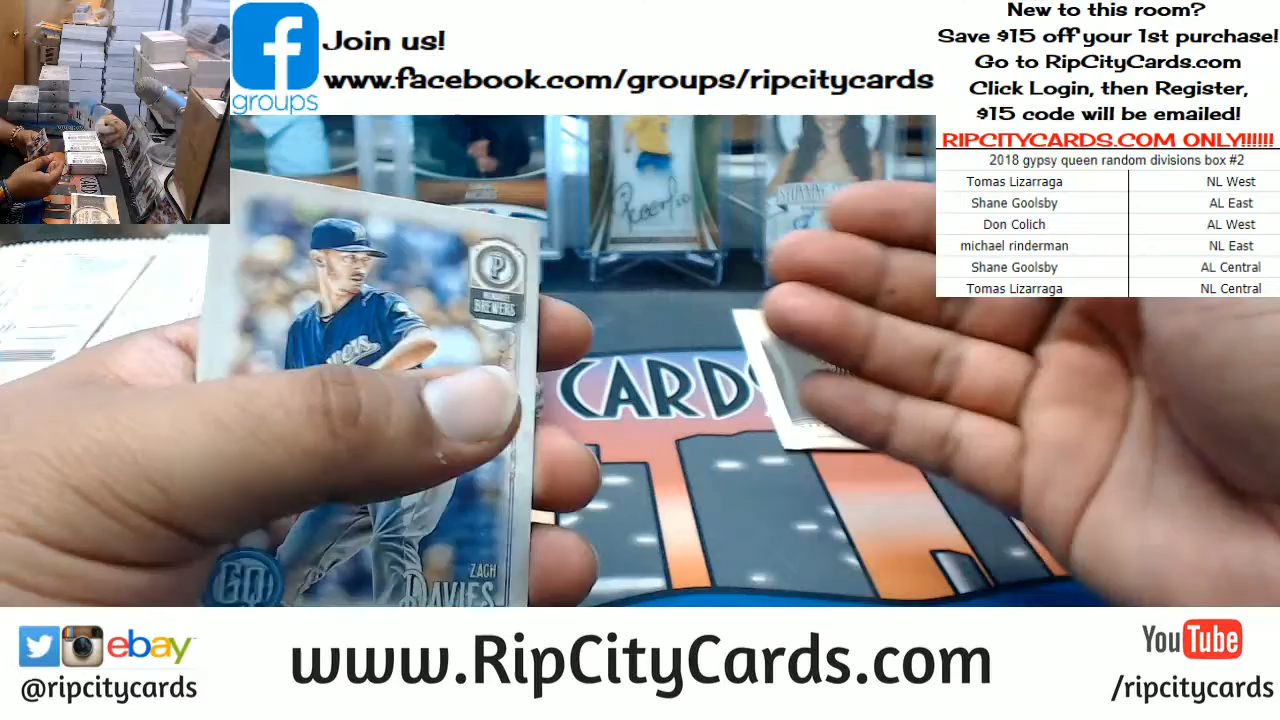 Join us!
www.facebook.com/groups/ripcitycards
groups
New to this room?
Save $15 off your 1st purchase!
Go to RipCityCards.com
Click Login, then Register,
$15 code will be emailed!
RIPCITYCARDS.COM ONLY!!!!!!
2018 gypsy queen random divisions box #2
Tomas Lizarraga NL West
Shane Goolsby AL East
Don Colich AL West
michael rinderman NL East
Shane Goolsby AL Central
Tomas Lizarraga NL Central
P
MILWAUKEE
BREWERS
CARDS
GQ
ZACH
DAVIES
ebay
@ripcitycards
www.RipCityCards.com
YouTube
/ripcitycards